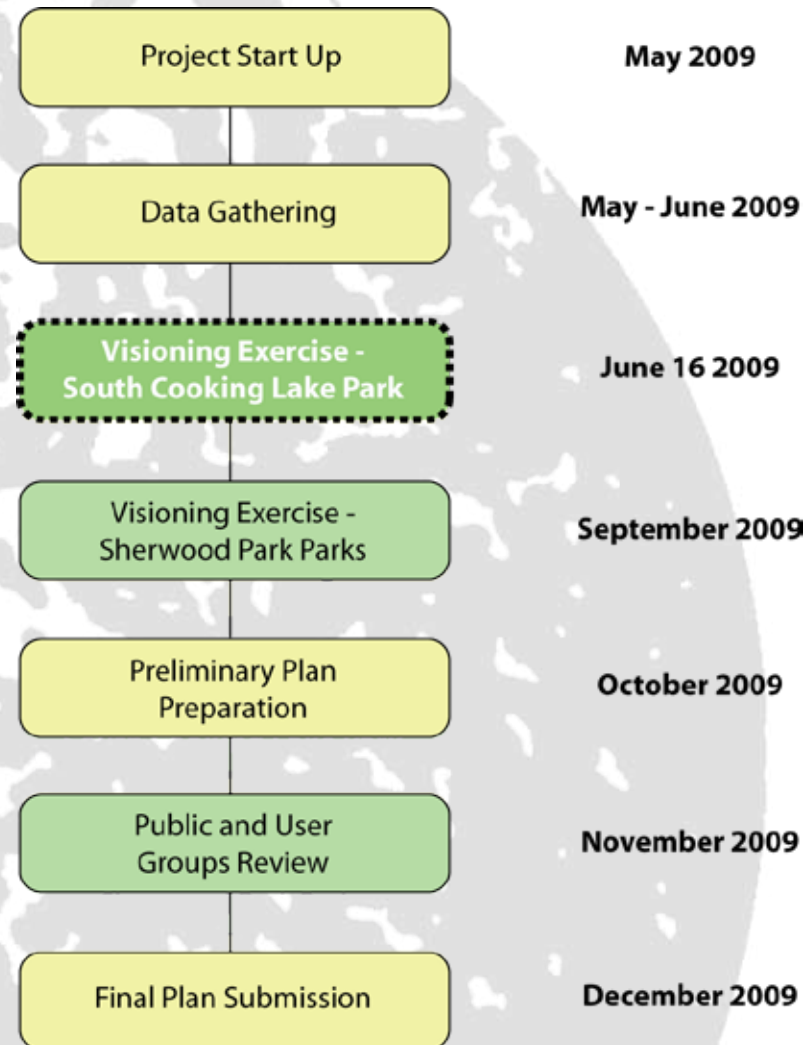 Project Start Up
May 2009
Data Gathering
May - June 2009
Visioning Exercise -
South Cooking Lake Park
June 16 2009
Visioning Exercise -
Sherwood Park Parks
September 2009
Preliminary Plan
Preparation
October 2009
Public and User
Groups Review
November 2009
Final Plan Submission
December 2009